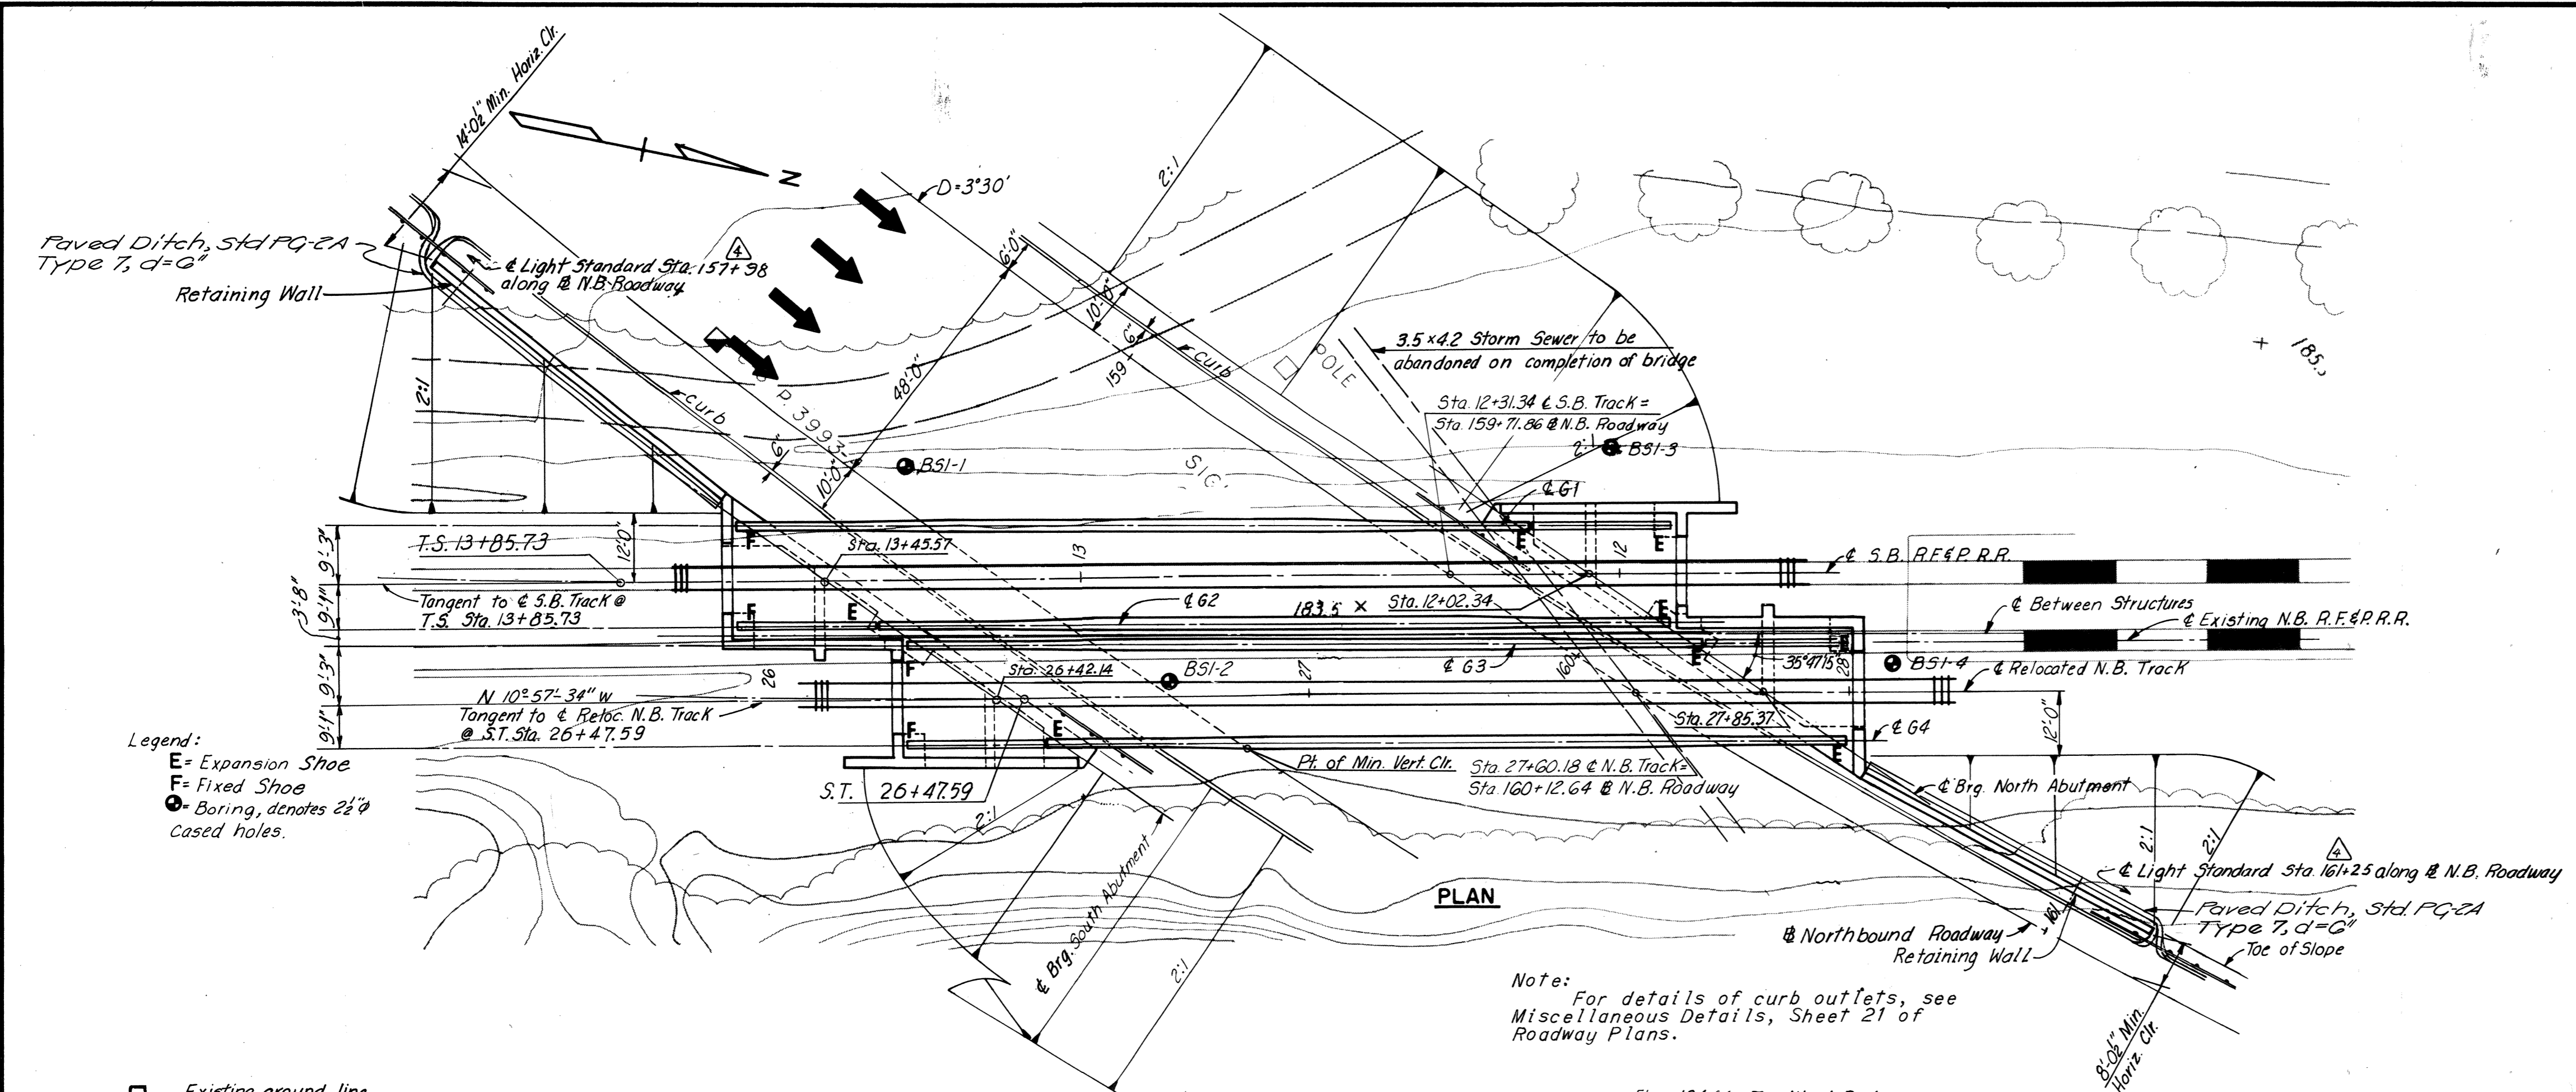 14'-0½" Min. Horiz. Clr.
N
D=3°30'
2:1
Paved Ditch, Std PG-2A
Type 7, d=6"
Retaining Wall
4
℄ Light Standard Sta. 157+98
along ⅊ N.B. Roadway
6'-0"
10'-0"
6"
159
curb
48'-0"
3.5 x 4.2 Storm Sewer to be
abandoned on completion of bridge
POLE
Sta. 12+31.34 ℄ S.B. Track =
Sta. 159+71.86 ⅊ N.B. Roadway
2:1
BS1-3
+ 185.
2:1
curb
6"
10'-0"
P. 3993
BS1-1
SIG
℄ G1
9'-3"
12'-0"
T.S. 13+85.73
F
Sta. 13+45.57
13
E
12
E
℄ S.B. R.F.&P. R.R.
9'-1"
3'-8"
Tangent to ℄ S.B. Track @
T.S. Sta. 13+85.73
F
E
℄ G2
183.5 x
Sta. 12+02.34
E
℄ Between Structures
℄ Existing N.B. R.F.&P.R.R.
9'-3"
26
F
Sta. 26+42.14
BS1-2
27
℄ G3
160
E
35°47'15"
28
BS1-4
℄ Relocated N.B. Track
N 10°-57'-34" W
Tangent to ℄ Reloc. N.B. Track
@ S.T. Sta. 26+47.59
9'-1"
F
E
Sta. 27+85.37
E
℄ G4
12'-0"
Legend:
E = Expansion Shoe
F = Fixed Shoe
= Boring, denotes 2½"φ
Cased holes.
S.T. 26+47.59
Pt. of Min. Vert. Clr.
Sta. 27+60.18 ℄ N.B. Track=
Sta. 160+12.64 ⅊ N.B. Roadway
℄ Brg. North Abutment
2:1
2:1
2:1
4
℄ Light Standard Sta. 161+25 along ⅊ N.B. Roadway
℄ Brg. South Abutment
2:1
PLAN
161
Paved Ditch, Std. PG-2A
Type 7, d=6"
⅊ Northbound Roadway
Retaining Wall
Toe of Slope
Note:
For details of curb outlets, see
Miscellaneous Details, Sheet 21 of
Roadway Plans.
8'-0½" Min.
Horiz. Clr.
Existing ground line